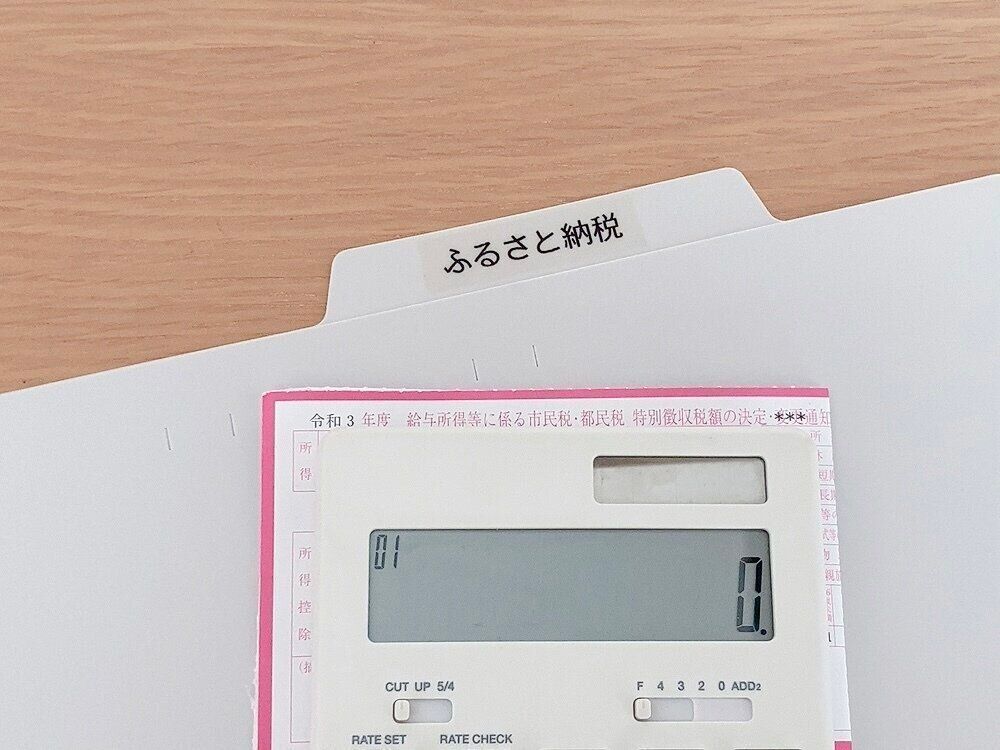 ふるさと納税
令和3年度 給与所得等に係る市民税・都民税 特別徴収税額の決定・***通知
所
得
所
得
控
除
01
0.
CUT UP 5/4
F 4 3 2 0 ADD2
RATE SET RATE CHECK